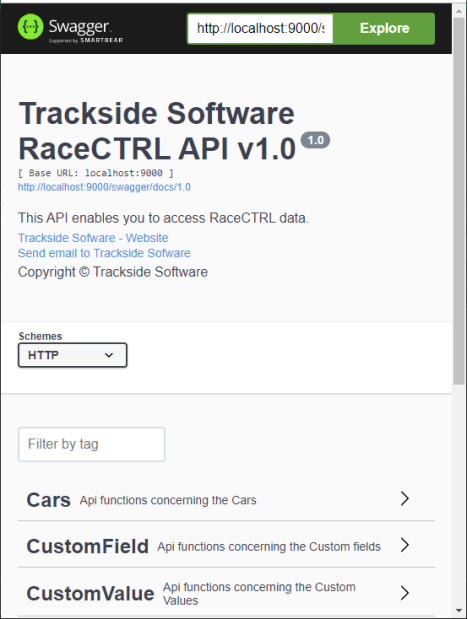 Swagger.
Supported by SMARTBEAR
http://localhost:9000/s
Explore
Trackside Software
RaceCTRL API v1.0 1.0
[ Base URL: localhost:9000 ]
http://localhost:9000/swagger/docs/1.0
This API enables you to access RaceCTRL data.
Trackside Sofware - Website
Send email to Trackside Sofware
Copyright © Trackside Software
Schemes
HTTP
Filter by tag
Cars Api functions concerning the Cars
CustomField Api functions concerning the Custom fields
CustomValue Api functions concerning the Custom
Values